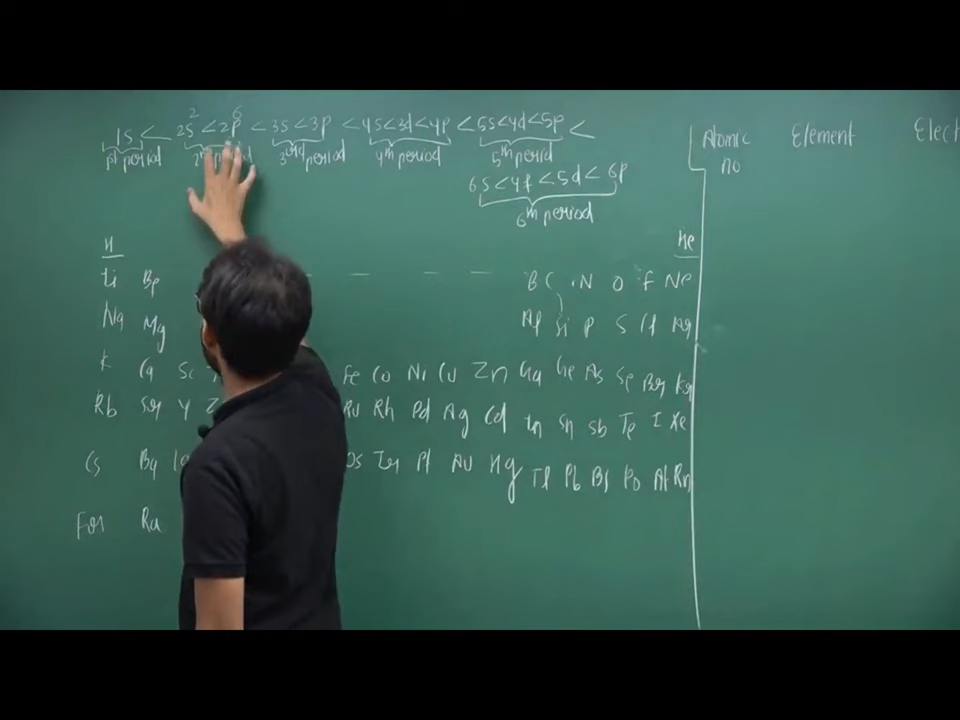 1s < 2s² < 2p⁶ < 3s < 3p < 4s < 3d < 4p < 5s < 4d < 5p <
1st period 3rd period 4th period 5th period
6s < 4f < 5d < 6p
6th period
H He
Li Be B C N O F Ne
Na Mg Al Si P S Cl Ar
K Ca Sc Fe Co Ni Cu Zn Ga Ge As Se Br Kr
Rb Sr Y Z Ru Rh Pd Ag Cd In Sn Sb Te I Xe
Cs Ba Os Ir Pt Au Hg Tl Pb Bi Po At Rn
Ra
Atomic no Element Elect